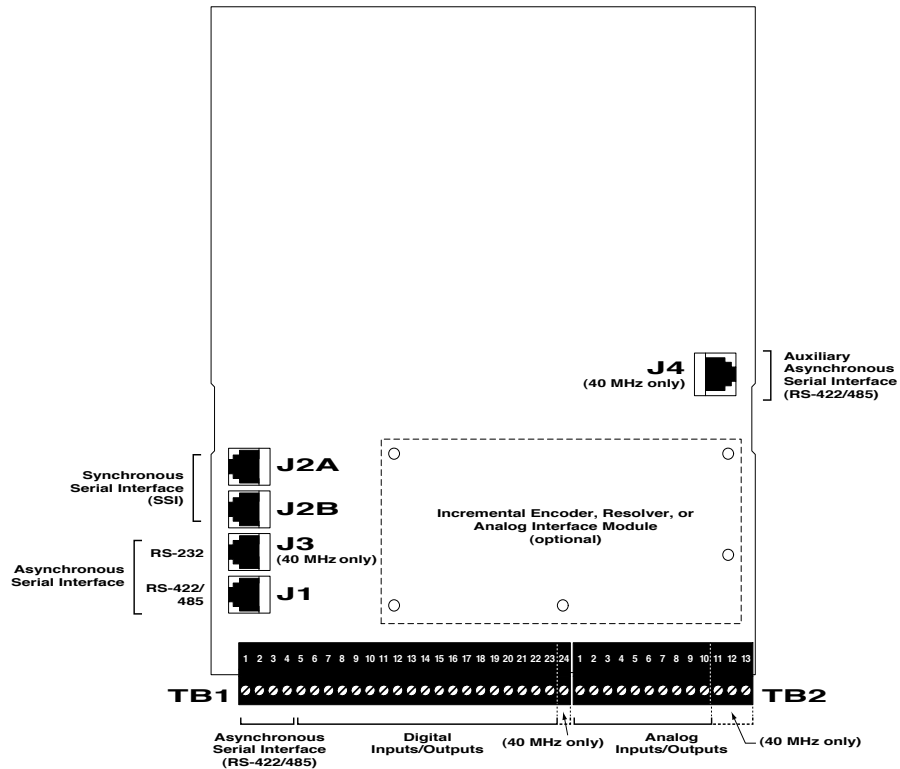 J4
(40 MHz only)
Auxiliary
Asynchronous
Serial Interface
(RS-422/485)
Synchronous
Serial Interface
(SSI)
J2A
J2B
Asynchronous
Serial Interface
RS-232
J3
(40 MHz only)
RS-422/
485
J1
Incremental Encoder, Resolver, or
Analog Interface Module
(optional)
1 2 3 4 5 6 7 8 9 10 11 12 13 14 15 16 17 18 19 20 21 22 23 24 1 2 3 4 5 6 7 8 9 10 11 12 13
TB1
TB2
Asynchronous
Serial Interface
(RS-422/485)
Digital
Inputs/Outputs
(40 MHz only)
Analog
Inputs/Outputs
(40 MHz only)